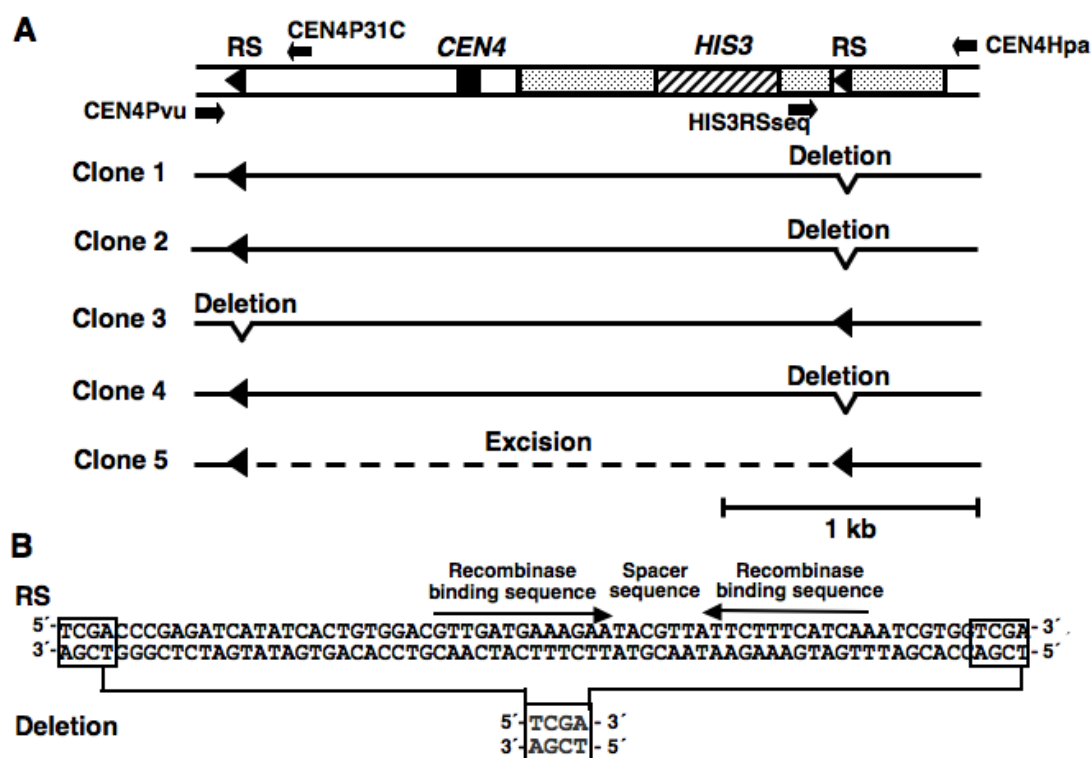 A
CEN4P31C
RS
CEN4
HIS3
RS
CEN4Hpa
CEN4Pvu
HIS3RSseq
Clone 1
Deletion
Clone 2
Deletion
Deletion
Clone 3
Clone 4
Deletion
Clone 5
Excision
1 kb
B
Recombinase binding sequence
Spacer sequence
Recombinase binding sequence
RS
5´-TCGACCCGAGATCATATCACTGTGGACGTTGATGAAAGAATACGTTATTCTTTCATCAAATCGTGGTCGA-3´
3´-AGCTGGGCTCTAGTATAGTGACACCTGCAACTACTTTCTTATGCAATAAGAAAGTAGTTTAGCACCAGCT-5´
Deletion
5´-TCGA-3´
3´-AGCT-5´